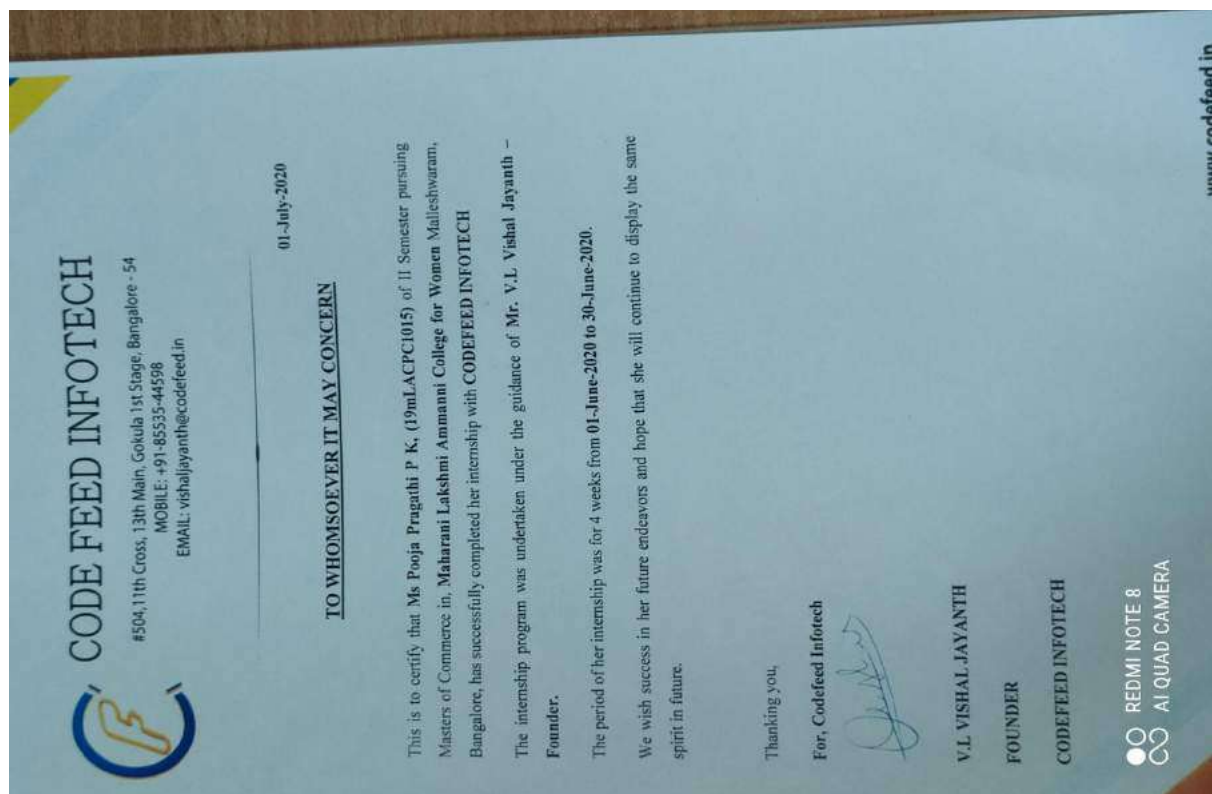 CODE FEED INFOTECH
#504,11th Cross, 13th Main, Gokula 1st Stage, Bangalore - 54
MOBILE: +91-85535-44598
EMAIL: vishaljayanth@codefeed.in
01-July-2020
TO WHOMSOEVER IT MAY CONCERN
This is to certify that Ms Pooja Pragathi P K, (19mLACPC1015) of II Semester pursuing
Masters of Commerce in, Maharani Lakshmi Ammanni College for Women Malleshwaram,
Bangalore, has successfully completed her internship with CODEFEED INFOTECH
The internship program was undertaken under the guidance of Mr. V.L Vishal Jayanth –
Founder.
The period of her internship was for 4 weeks from 01-June-2020 to 30-June-2020.
We wish success in her future endeavors and hope that she will continue to display the same
spirit in future.
Thanking you,
For, Codefeed Infotech
V.L VISHAL JAYANTH
FOUNDER
CODEFEED INFOTECH
www.codefeed.in
REDMI NOTE 8
AI QUAD CAMERA